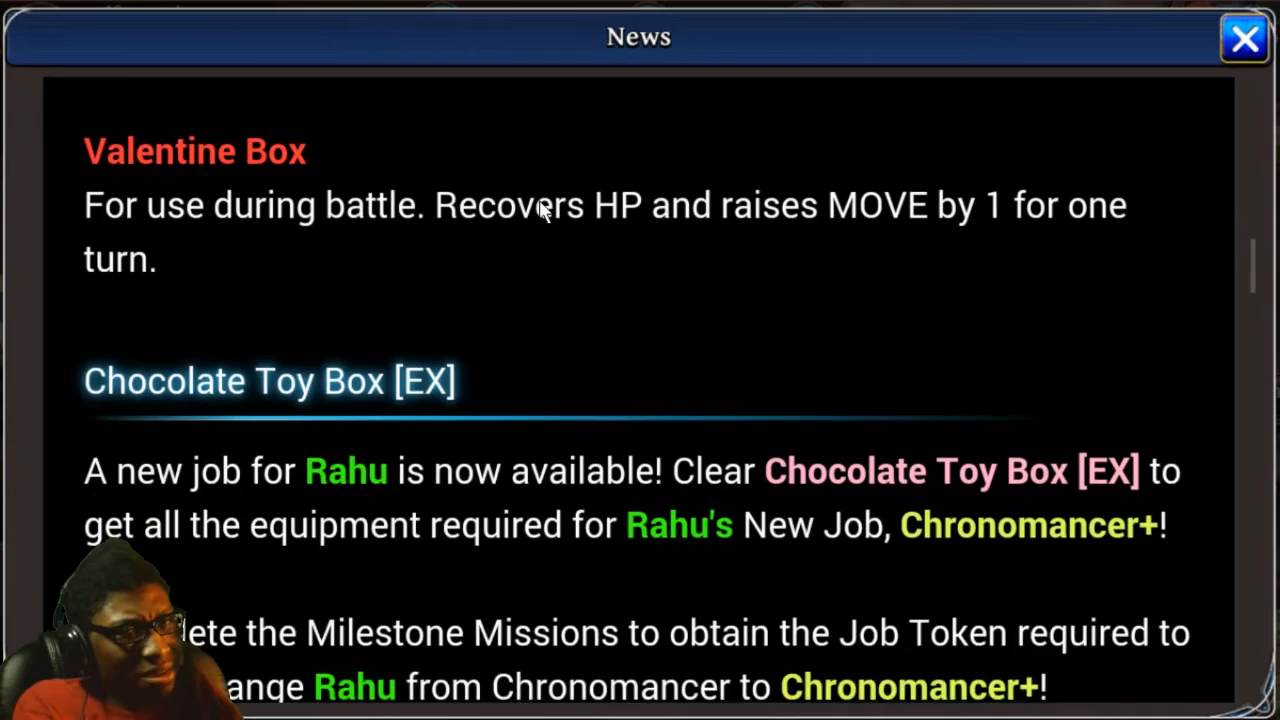 News
Valentine Box
For use during battle. Recovers HP and raises MOVE by 1 for one
turn.
Chocolate Toy Box [EX]
A new job for Rahu is now available! Clear Chocolate Toy Box [EX] to
get all the equipment required for Rahu's New Job, Chronomancer+!
lete the Milestone Missions to obtain the Job Token required to
ange Rahu from Chronomancer to Chronomancer+!